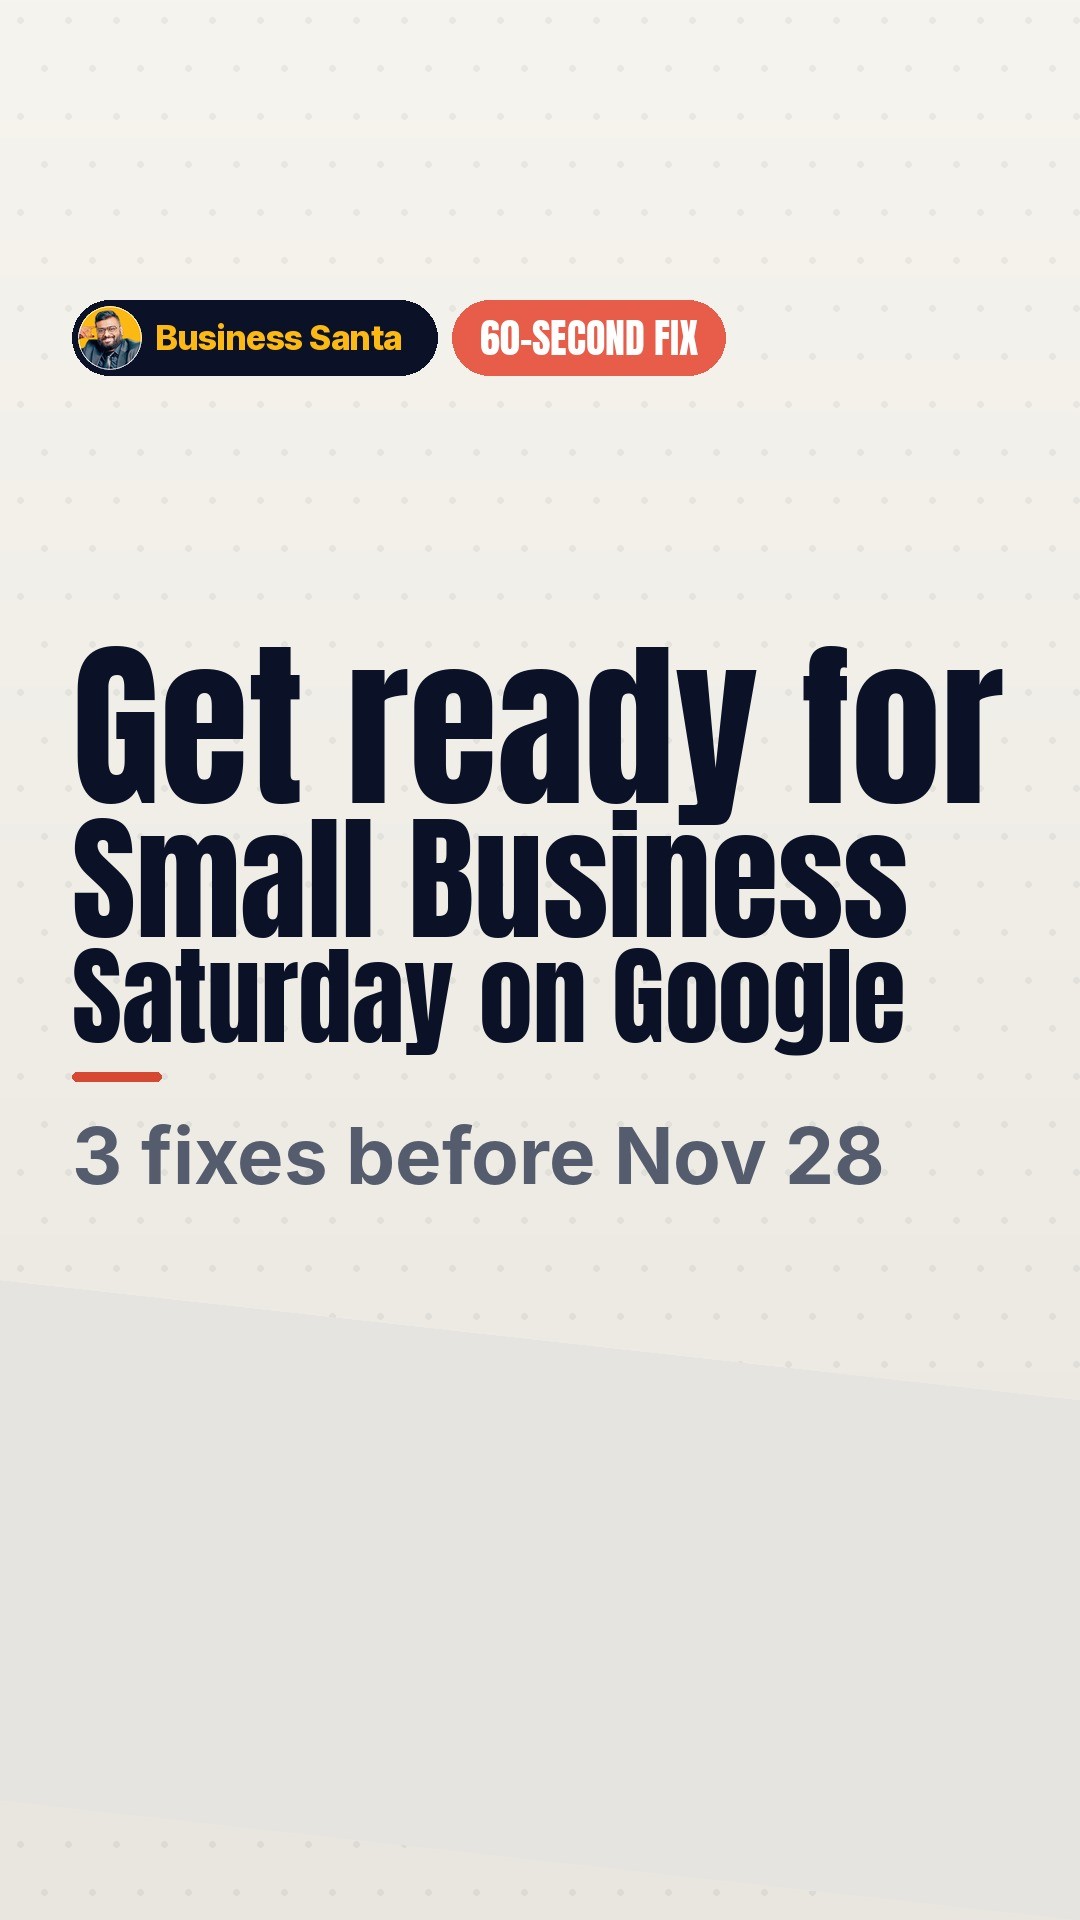 Business Santa
60-SECOND FIX
Get ready for
Small Business
Saturday on Google
3 fixes before Nov 28